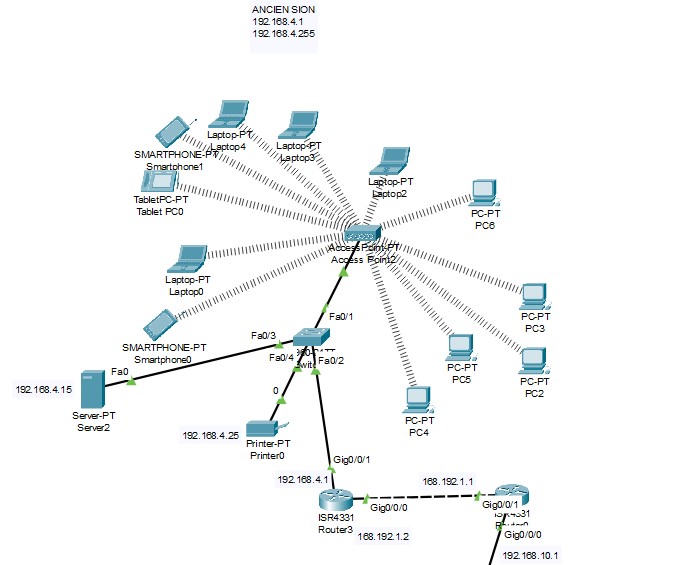 ANCIEN SION
192.168.4.1
192.168.4.255
Laptop-PT
Laptop4
Laptop-PT
Laptop3
SMARTPHONE-PT
Smartphone1
Laptop-PT
Laptop2
TabletPC-PT
Tablet PC0
PC-PT
PC6
AccessPoint-PT
Access Point2
Laptop-PT
Laptop0
PC-PT
PC3
SMARTPHONE-PT
Smartphone0
Fa0/1
Fa0/3
Fa0/4
Fa0/2
PC-PT
PC5
PC-PT
PC2
192.168.4.15
Fa0
Server-PT
Server2
0
PC-PT
PC4
192.168.4.25
Printer-PT
Printer0
Gig0/0/1
192.168.4.1
168.192.1.1
Gig0/0/0
Gig0/0/1
ISR4331
Router3
168.192.1.2
ISR4331
Gig0/0/0
192.168.10.1